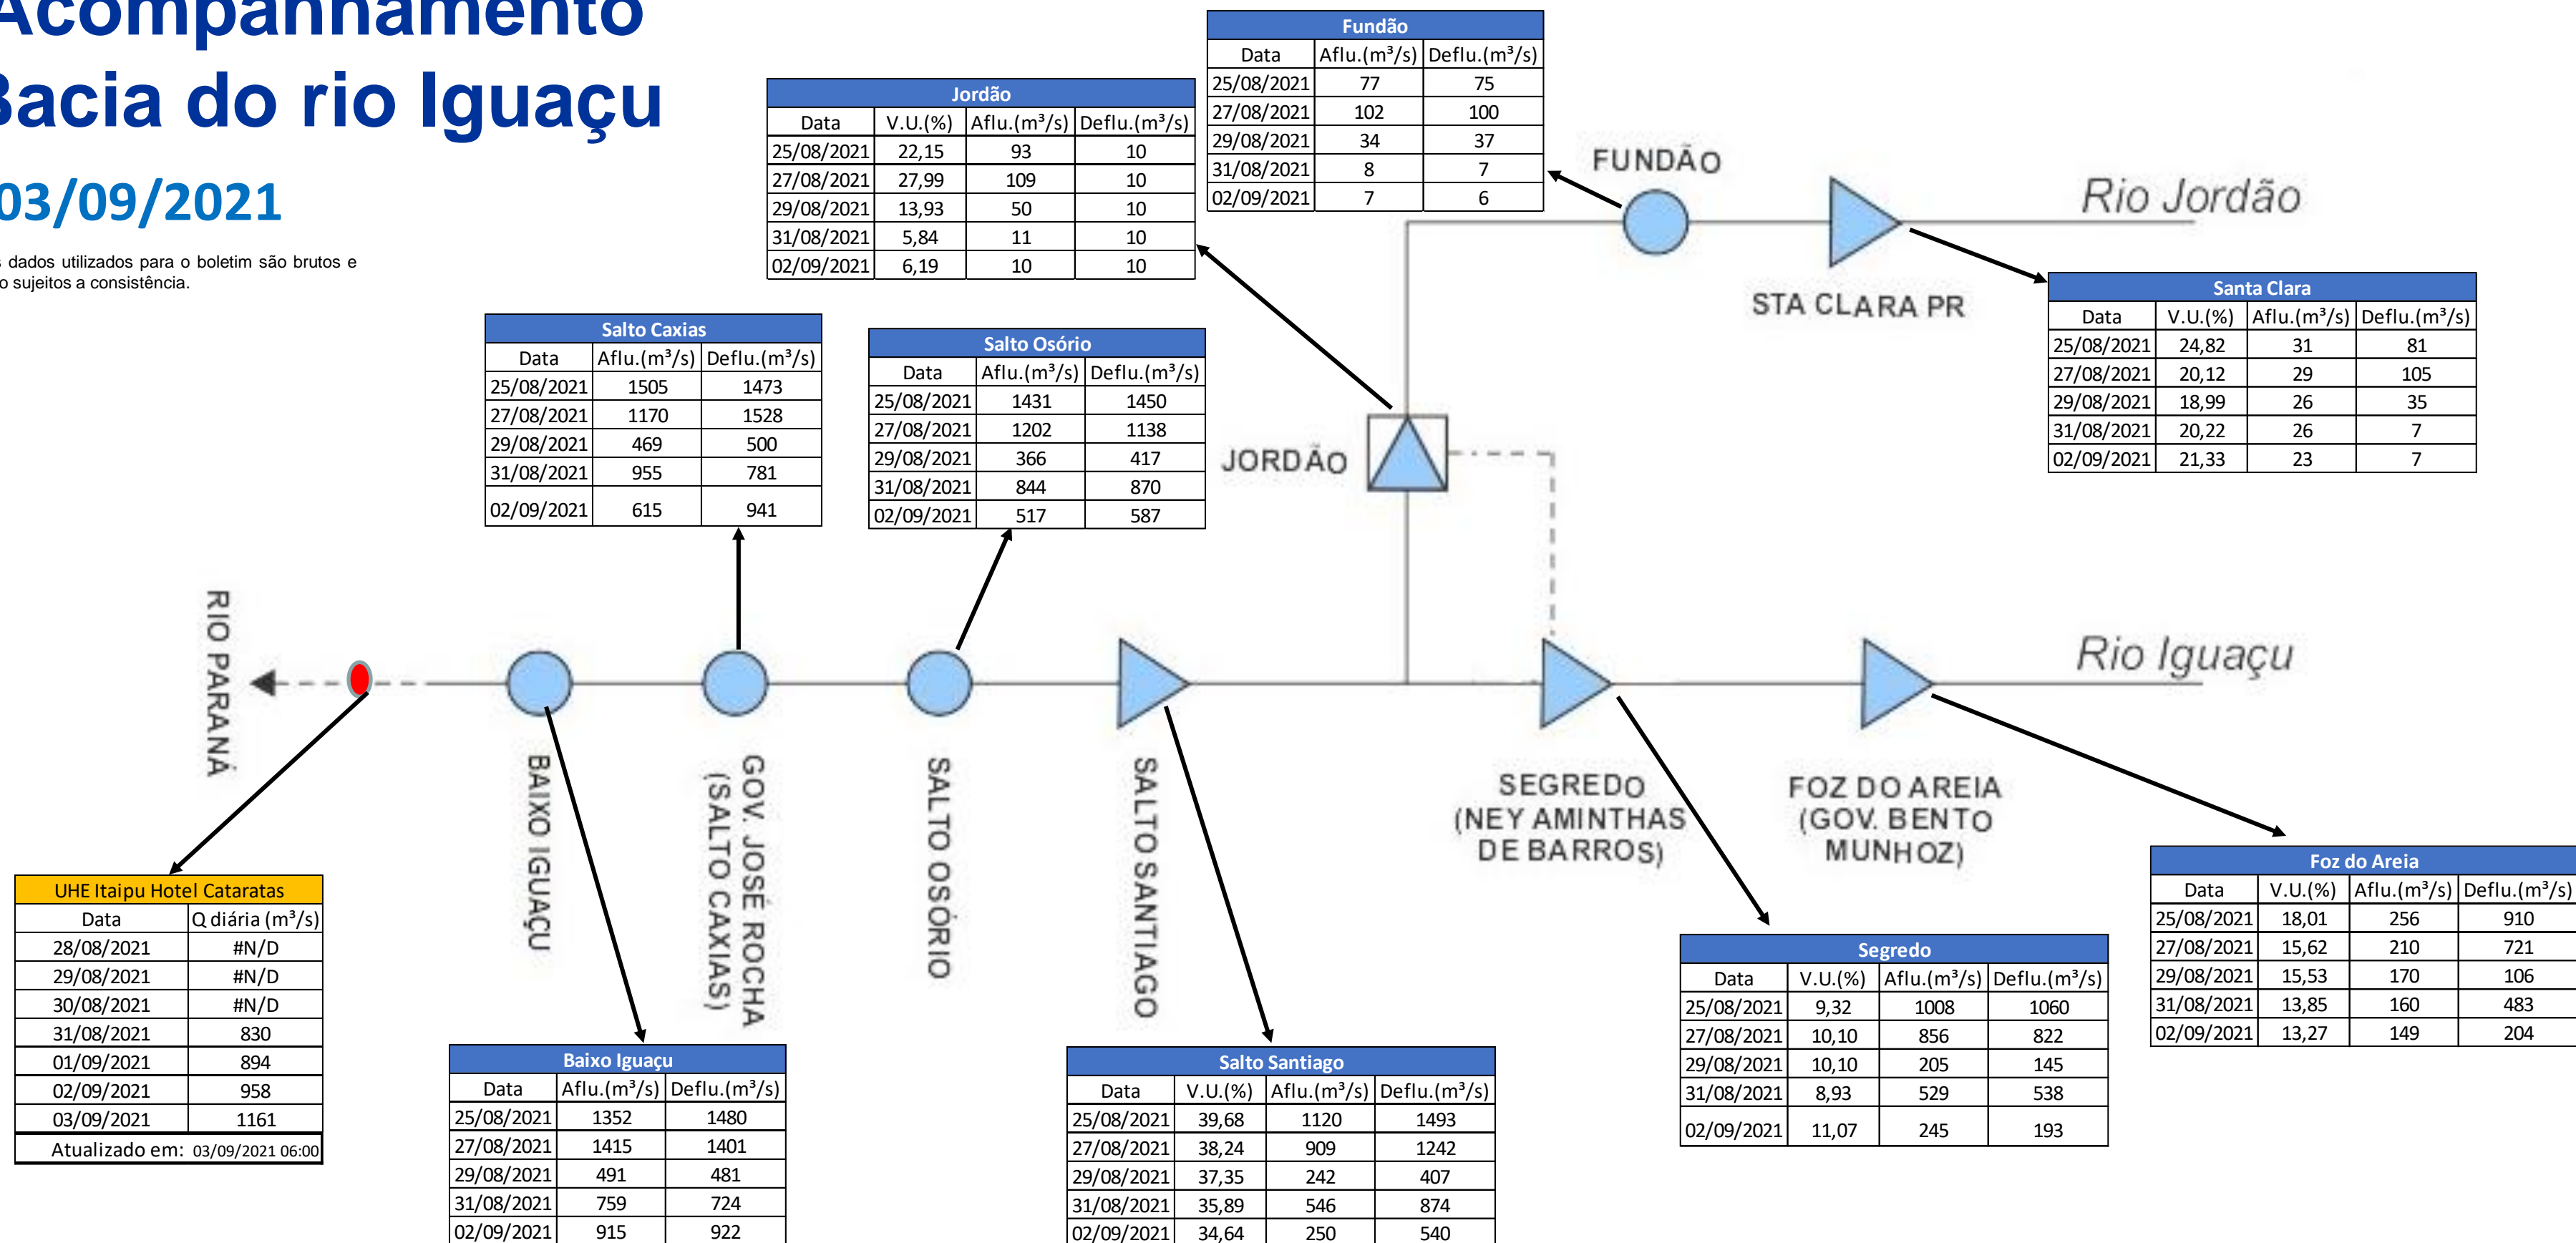 Acompanhamento
Bacia do rio Iguaçu
03/09/2021
s dados utilizados para o boletim são brutos e
o sujeitos a consistência.
Fundão
Data Aflu.(m³/s) Deflu.(m³/s)
25/08/2021 77 75
27/08/2021 102 100
29/08/2021 34 37
31/08/2021 8 7
02/09/2021 7 6
Jordão
Data V.U.(%) Aflu.(m³/s) Deflu.(m³/s)
25/08/2021 22,15 93 10
27/08/2021 27,99 109 10
29/08/2021 13,93 50 10
31/08/2021 5,84 11 10
02/09/2021 6,19 10 10
FUNDÃO
Rio Jordão
STA CLARA PR
Santa Clara
Data V.U.(%) Aflu.(m³/s) Deflu.(m³/s)
25/08/2021 24,82 31 81
27/08/2021 20,12 29 105
29/08/2021 18,99 26 35
31/08/2021 20,22 26 7
02/09/2021 21,33 23 7
Salto Caxias
Data Aflu.(m³/s) Deflu.(m³/s)
25/08/2021 1505 1473
27/08/2021 1170 1528
29/08/2021 469 500
31/08/2021 955 781
02/09/2021 615 941
Salto Osório
Data Aflu.(m³/s) Deflu.(m³/s)
25/08/2021 1431 1450
27/08/2021 1202 1138
29/08/2021 366 417
31/08/2021 844 870
02/09/2021 517 587
JORDÃO
RIO PARANÁ
Rio Iguaçu
BAIXO IGUAÇU
GOV. JOSÉ ROCHA
(SALTO CAXIAS)
SALTO OSÓRIO
SALTO SANTIAGO
SEGREDO
(NEY AMINTHAS
DE BARROS)
FOZ DO AREIA
(GOV. BENTO
MUNHOZ)
UHE Itaipu Hotel Cataratas
Data Q diária (m³/s)
28/08/2021 #N/D
29/08/2021 #N/D
30/08/2021 #N/D
31/08/2021 830
01/09/2021 894
02/09/2021 958
03/09/2021 1161
Atualizado em: 03/09/2021 06:00
Baixo Iguaçu
Data Aflu.(m³/s) Deflu.(m³/s)
25/08/2021 1352 1480
27/08/2021 1415 1401
29/08/2021 491 481
31/08/2021 759 724
02/09/2021 915 922
Salto Santiago
Data V.U.(%) Aflu.(m³/s) Deflu.(m³/s)
25/08/2021 39,68 1120 1493
27/08/2021 38,24 909 1242
29/08/2021 37,35 242 407
31/08/2021 35,89 546 874
02/09/2021 34,64 250 540
Segredo
Data V.U.(%) Aflu.(m³/s) Deflu.(m³/s)
25/08/2021 9,32 1008 1060
27/08/2021 10,10 856 822
29/08/2021 10,10 205 145
31/08/2021 8,93 529 538
02/09/2021 11,07 245 193
Foz do Areia
Data V.U.(%) Aflu.(m³/s) Deflu.(m³/s)
25/08/2021 18,01 256 910
27/08/2021 15,62 210 721
29/08/2021 15,53 170 106
31/08/2021 13,85 160 483
02/09/2021 13,27 149 204